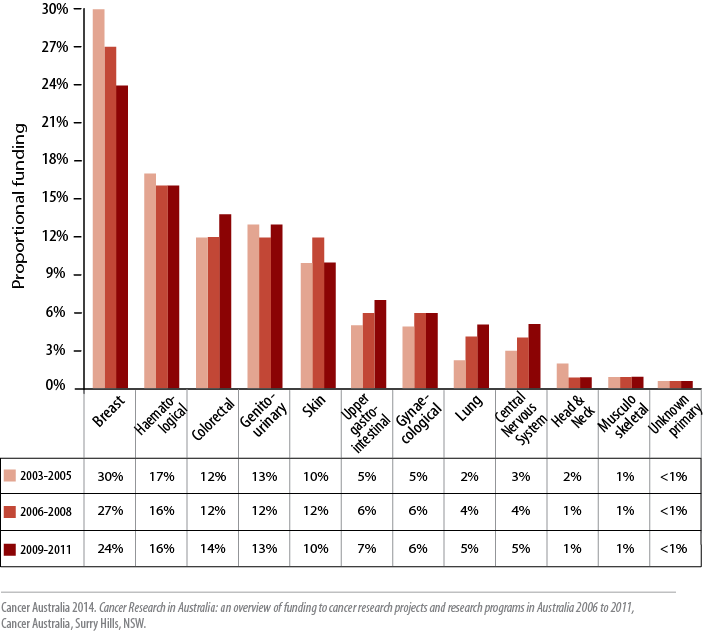 30%
27%
24%
21%
18%
15%
12%
9%
6%
3%
0%
Proportional funding
Breast
Haemato-
logical
Colorectal
Genito-
urinary
Skin
Upper
gastro-
intestinal
Gynae-
cological
Lung
Central
Nervous
System
Head &
Neck
Musculo
skeletal
Unknown
primary
2003-2005 30% 17% 12% 13% 10% 5% 5% 2% 3% 2% 1% <1%
2006-2008 27% 16% 12% 12% 12% 6% 6% 4% 4% 1% 1% <1%
2009-2011 24% 16% 14% 13% 10% 7% 6% 5% 5% 1% 1% <1%
Cancer Australia 2014. Cancer Research in Australia: an overview of funding to cancer research projects and research programs in Australia 2006 to 2011,
Cancer Australia, Surry Hills, NSW.